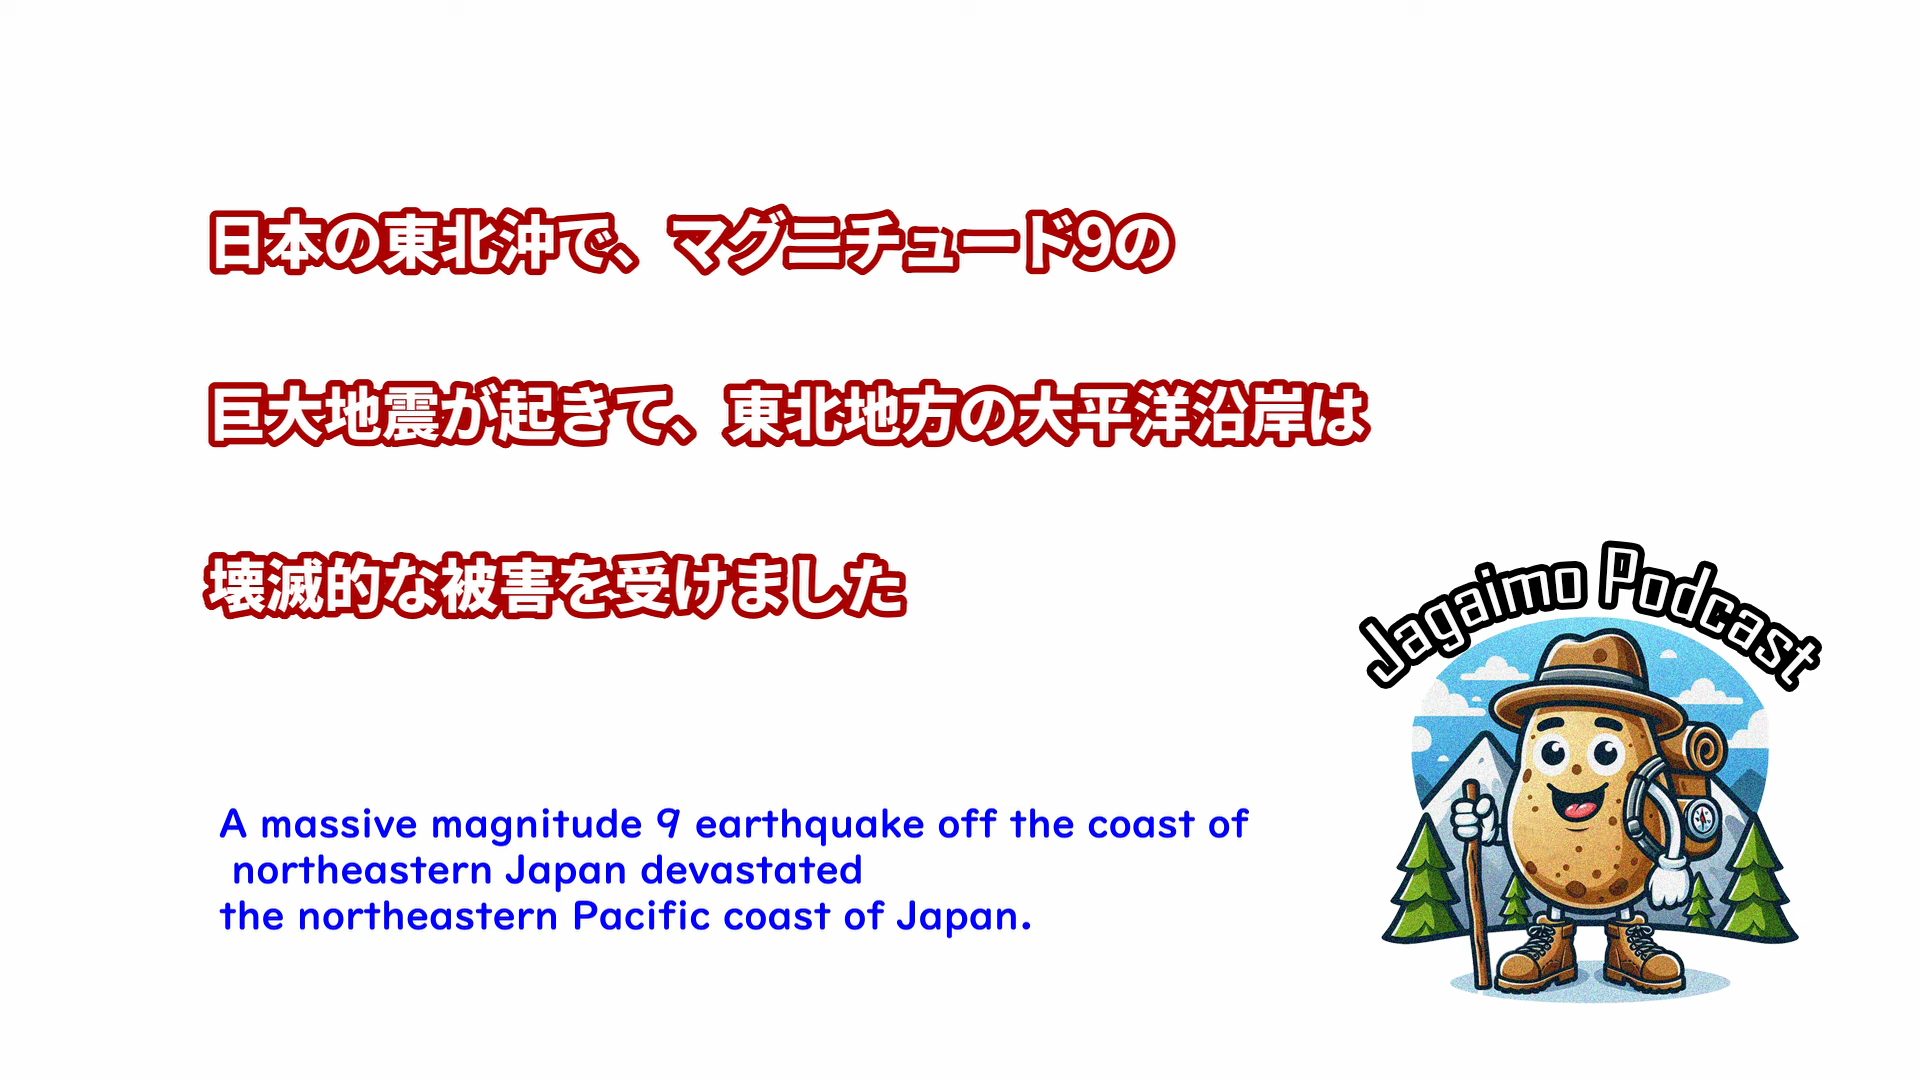 日本の東北沖で、マグニチュード9の
巨大地震が起きて、東北地方の大平洋沿岸は
壊滅的な被害を受けました
Jagaimo Podcast
A massive magnitude 9 earthquake off the coast of
northeastern Japan devastated
the northeastern Pacific coast of Japan.